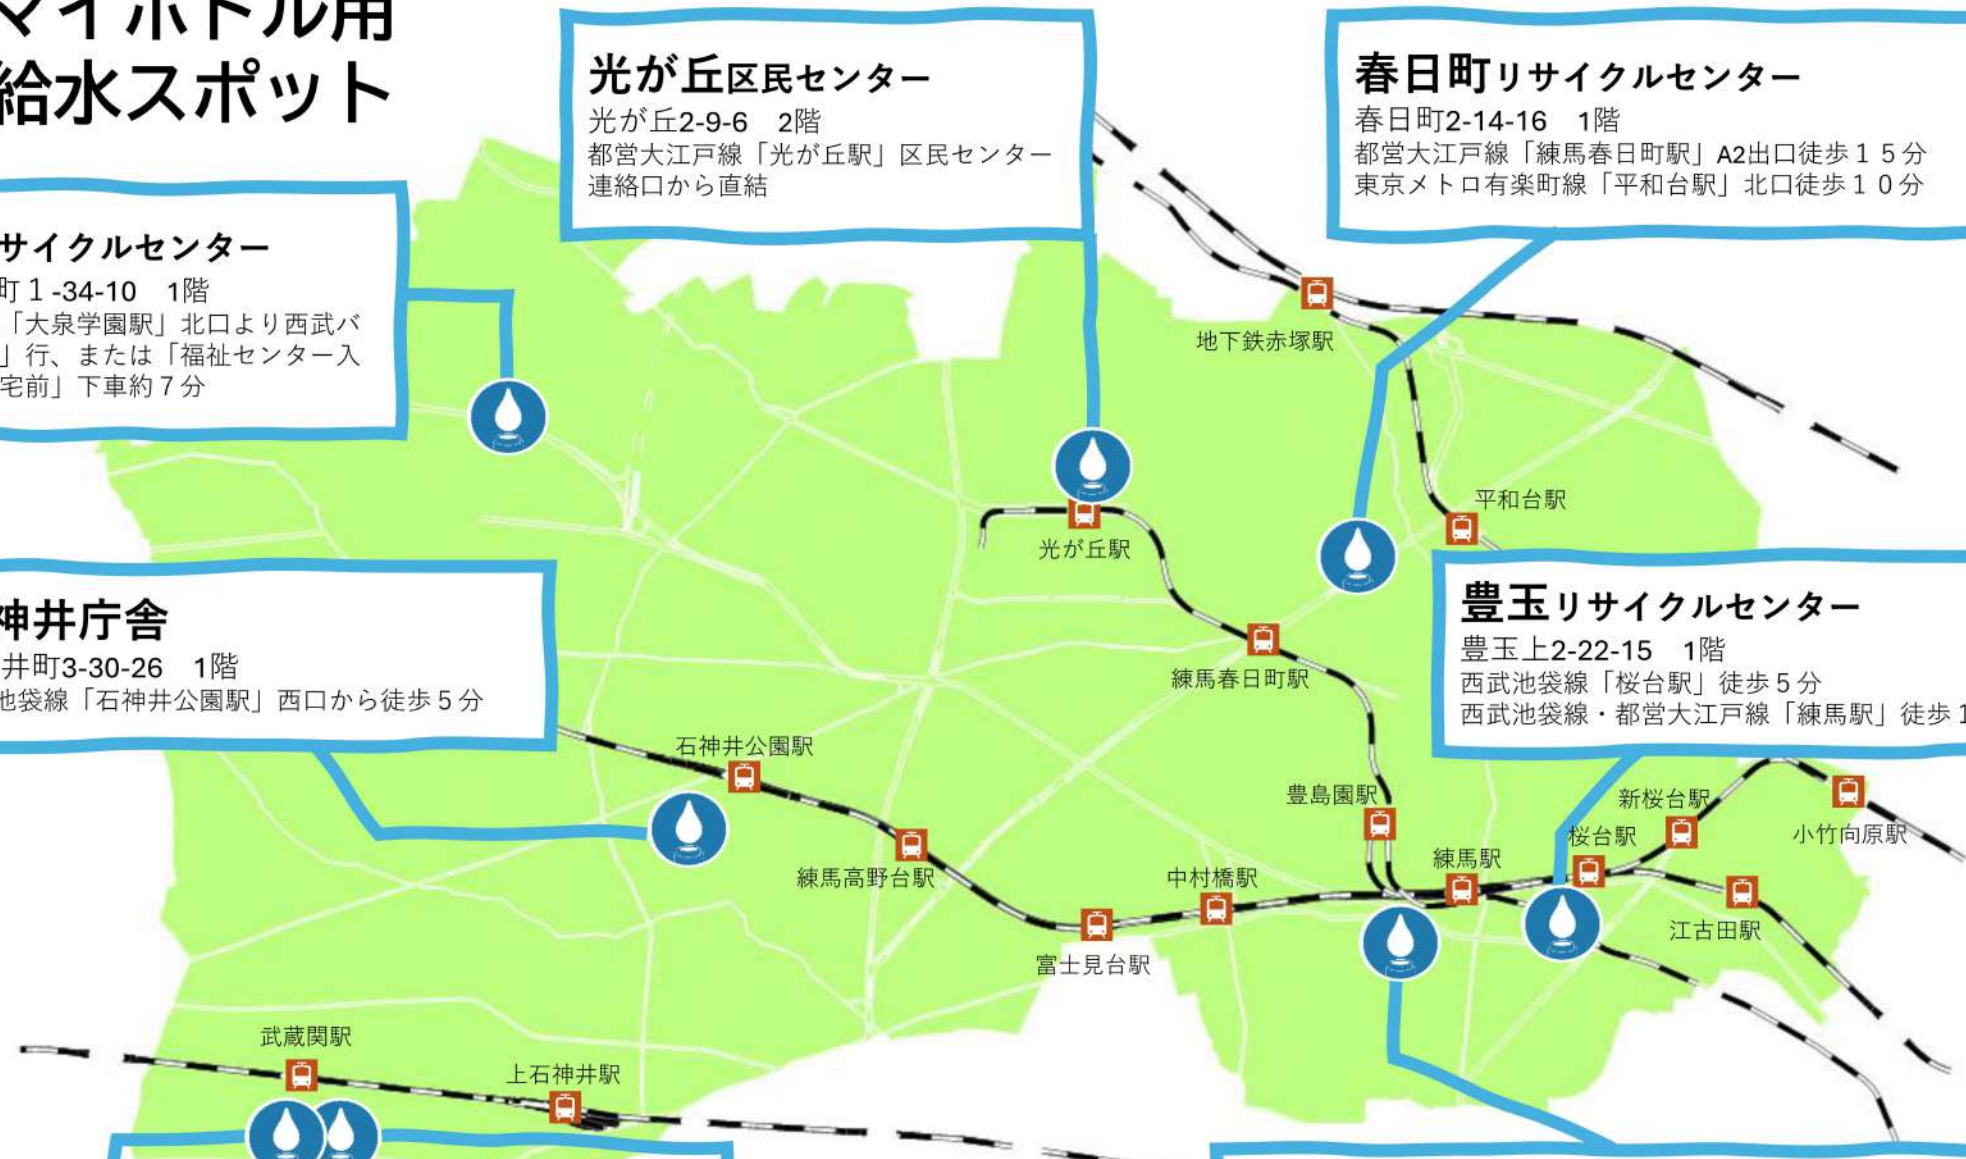 マイボトル用
給水スポット
光が丘区民センター
光が丘2-9-6　2階
都営大江戸線「光が丘駅」区民センター
連絡口から直結
春日町リサイクルセンター
春日町2-14-16　1階
都営大江戸線「練馬春日町駅」A2出口徒歩１５分
東京メトロ有楽町線「平和台駅」北口徒歩１０分
サイクルセンター
町１-34-10　1階
「大泉学園駅」北口より西武バ
」行、または「福祉センター入
宅前」下車約７分
地下鉄赤塚駅
平和台駅
光が丘駅
神井庁舎
井町3-30-26　1階
池袋線「石神井公園駅」西口から徒歩５分
豊玉リサイクルセンター
豊玉上2-22-15　1階
西武池袋線「桜台駅」徒歩５分
西武池袋線・都営大江戸線「練馬駅」徒歩1
練馬春日町駅
石神井公園駅
豊島園駅
新桜台駅
小竹向原駅
桜台駅
練馬駅
練馬高野台駅
中村橋駅
江古田駅
富士見台駅
武蔵関駅
上石神井駅